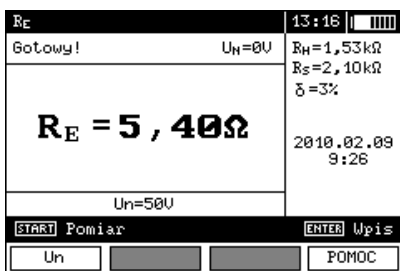 RE 13:16
Gotowy! UN=0V
RH=1,53kΩ
RS=2,10kΩ
δ=3%
RE = 5,40Ω
2010.02.09
9:26
Un=50V
START Pomiar ENTER Wpis
Un POMOC